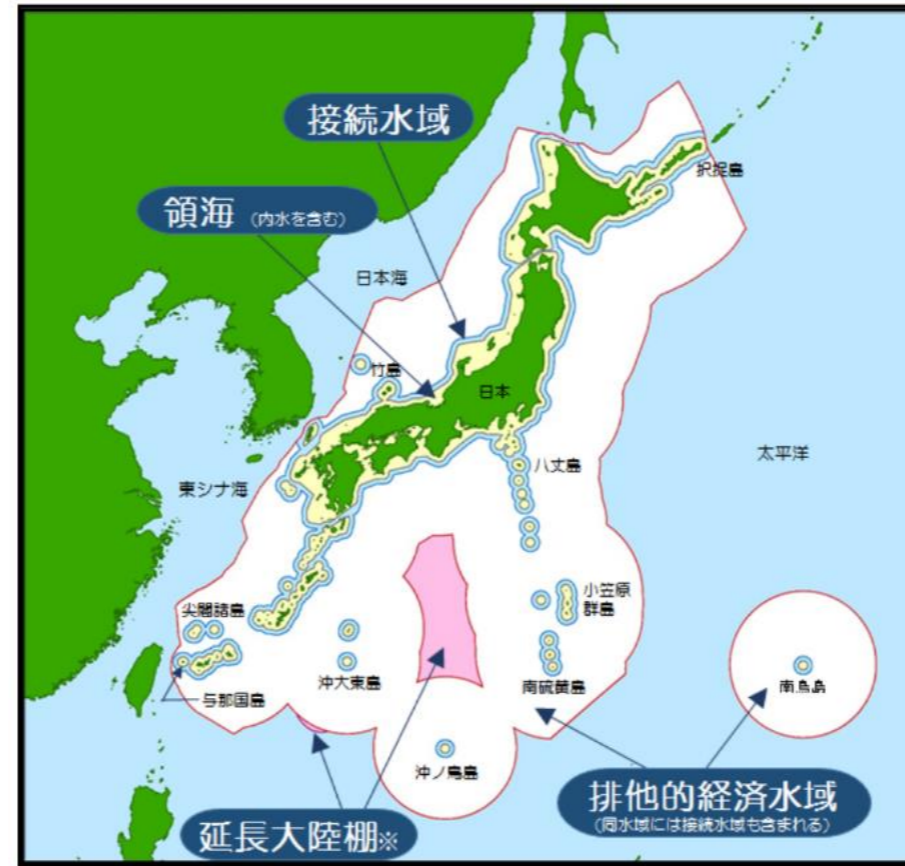 接続水域
択捉島
領海 (内水を含む)
日本海
竹島
日本
八丈島
太平洋
東シナ海
尖閣諸島
小笠原
群島
沖大東島
南硫黄島
南鳥島
与那国島
沖ノ鳥島
排他的経済水域
(同水域には接続水域も含まれる)
延長大陸棚※